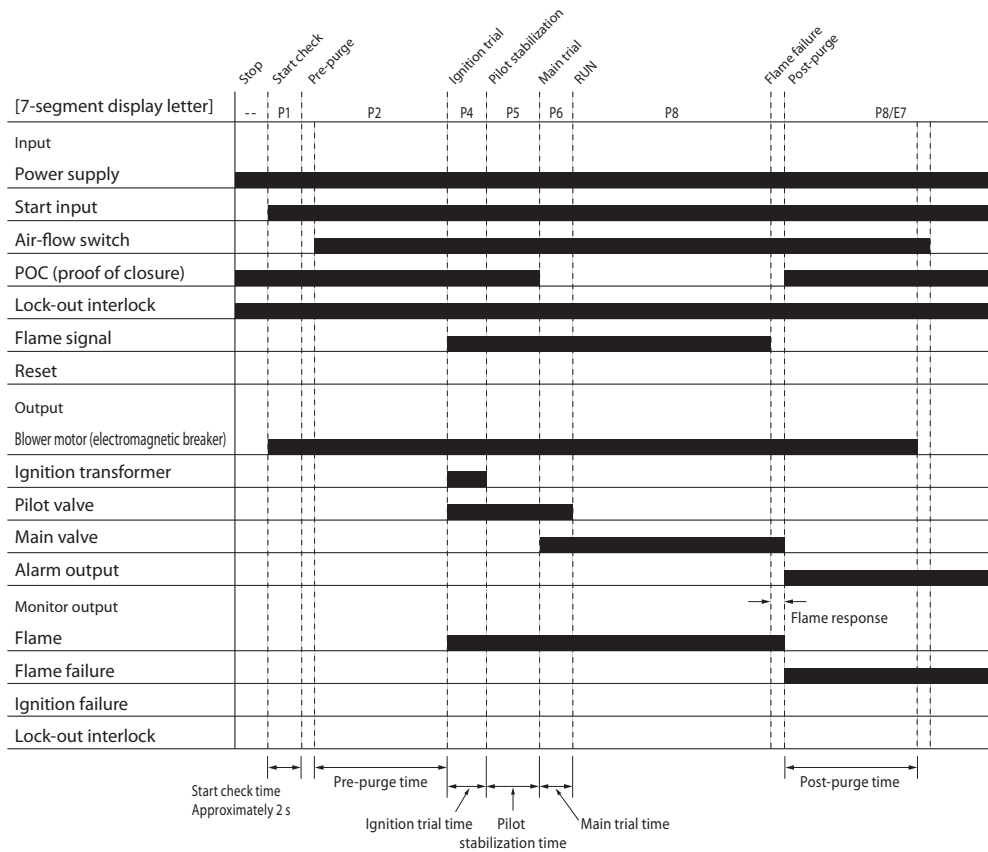 Stop
Start check
Pre-purge
Ignition trial
Pilot stabilization
Main trial
RUN
Flame failure
Post-purge
[7-segment display letter] -- P1 P2 P4 P5 P6 P8 P8/E7
Input
Power supply
Start input
Air-flow switch
POC (proof of closure)
Lock-out interlock
Flame signal
Reset
Output
Blower motor (electromagnetic breaker)
Ignition transformer
Pilot valve
Main valve
Alarm output
Monitor output
Flame response
Flame
Flame failure
Ignition failure
Lock-out interlock
Start check time
Approximately 2 s
Pre-purge time
Post-purge time
Ignition trial time
Pilot
stabilization time
Main trial time